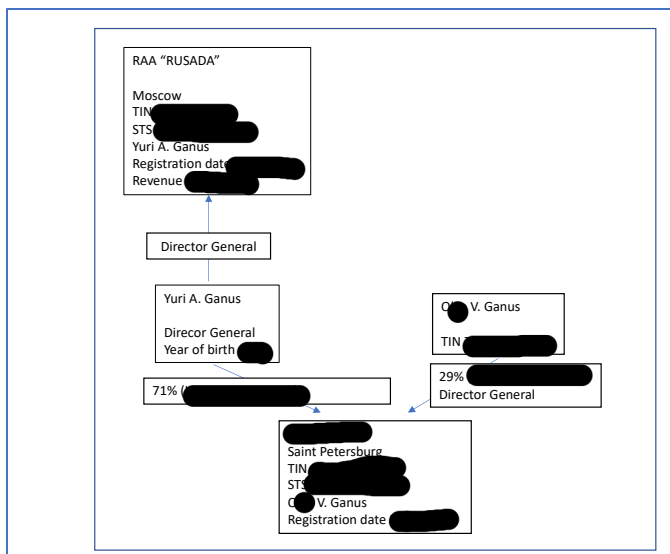 RAA “RUSADA”
Moscow
TIN
STS
Yuri A. Ganus
Registration date
Revenue
Director General
Yuri A. Ganus
Direcor General
Year of birth
71%
V. Ganus
TIN
29%
Director General
Saint Petersburg
TIN
STS
V. Ganus
Registration date